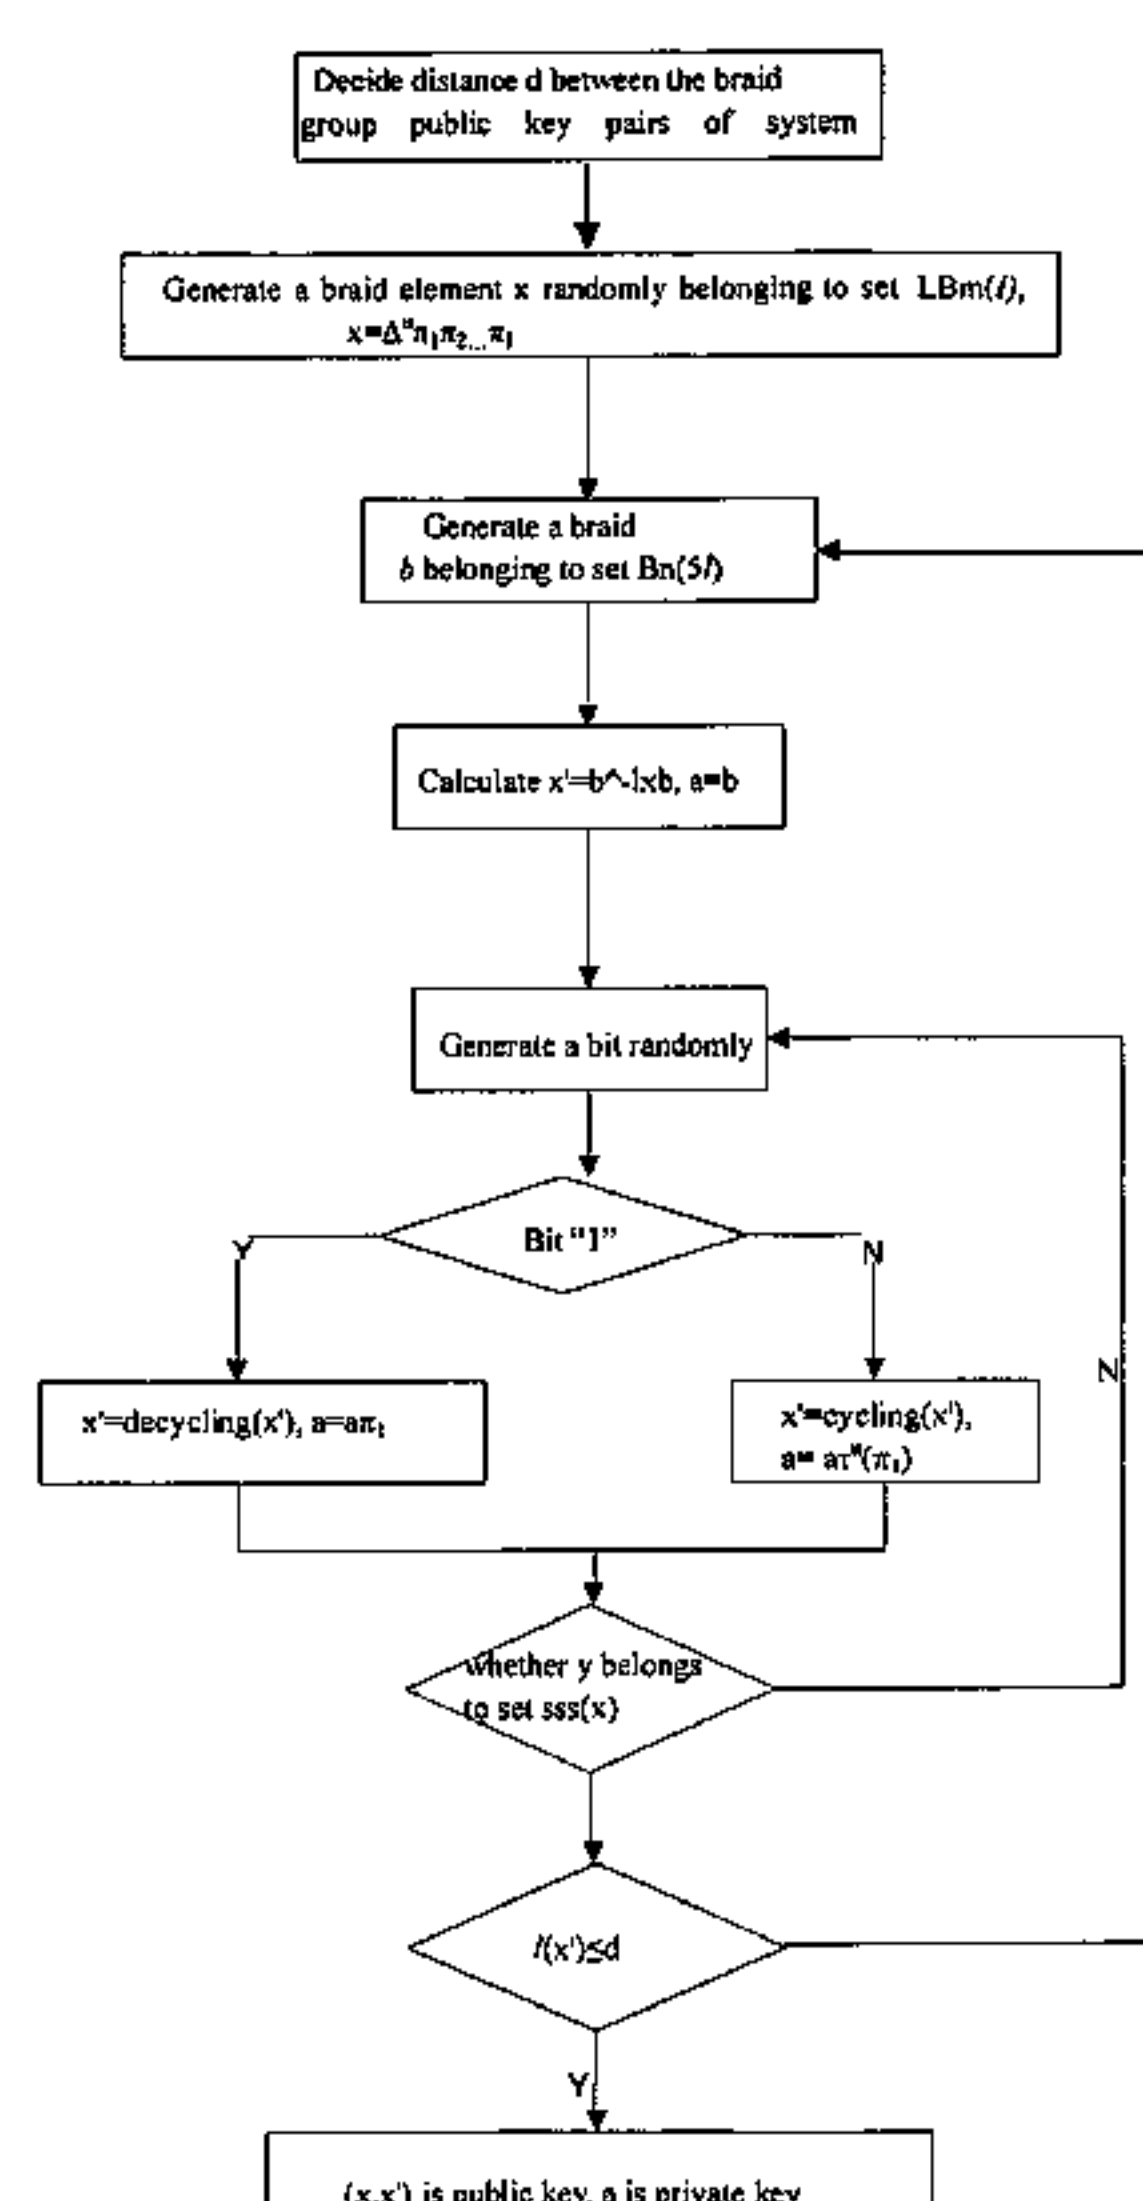 Decide distance d between the braid
group public key pairs of system
Generate a braid element x randomly belonging to set LBm(l),
x=Δᵘπ₁π₂...πₗ
Generate a braid
b belonging to set Bn(5l)
Calculate x'=b^-1xb, a=b
Generate a bit randomly
Bit "1"
Y
N
x'=decycling(x'), a=aπₗ
x'=cycling(x'),
a= aτᵘ(π₁)
N
whether y belongs
to set sss(x)
l(x')≤d
Y
(x,x') is public key, a is private key